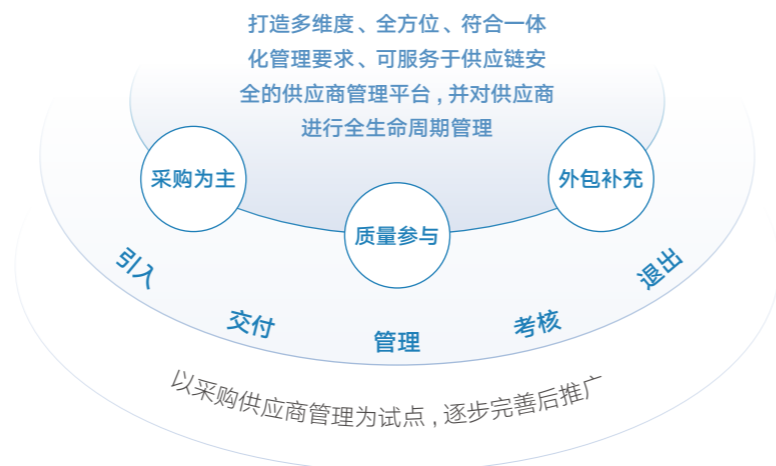 打造多维度、全方位、符合一体
化管理要求、可服务于供应链安
全的供应商管理平台,并对供应商
进行全生命周期管理
采购为主
质量参与
外包补充
引入
交付
管理
考核
退出
以采购供应商管理为试点,逐步完善后推广